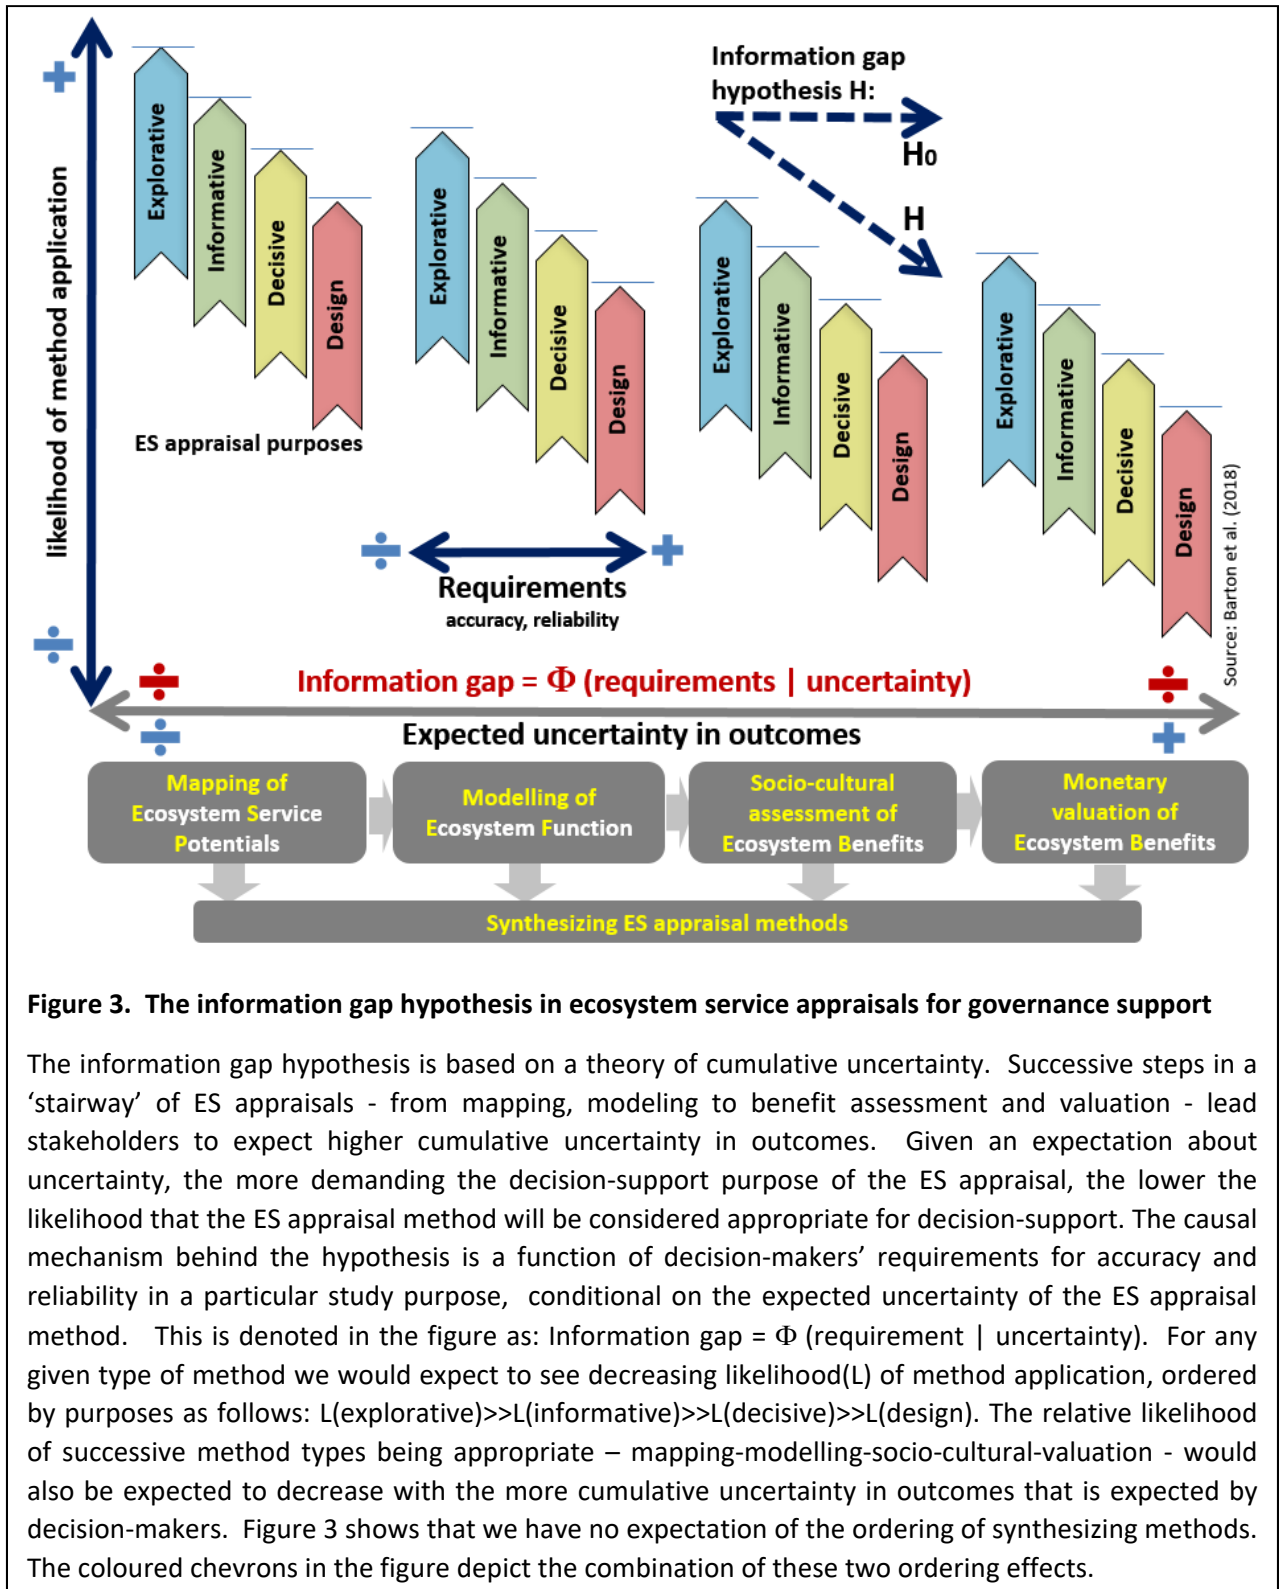 Information gap
hypothesis H:
H0
H
likelihood of method application
Explorative
Informative
Decisive
Design
Explorative
Informative
Decisive
Design
Explorative
Informative
Decisive
Design
Explorative
Informative
Decisive
Design
ES appraisal purposes
Requirements
accuracy, reliability
Source: Barton et al. (2018)
Information gap = Φ (requirements | uncertainty)
Expected uncertainty in outcomes
Mapping of
Ecosystem Service
Potentials
Modelling of
Ecosystem Function
Socio-cultural
assessment of
Ecosystem Benefits
Monetary
valuation of
Ecosystem Benefits
Synthesizing ES appraisal methods
Figure 3. The information gap hypothesis in ecosystem service appraisals for governance support
The information gap hypothesis is based on a theory of cumulative uncertainty. Successive steps in a
‘stairway’ of ES appraisals - from mapping, modeling to benefit assessment and valuation - lead
stakeholders to expect higher cumulative uncertainty in outcomes. Given an expectation about
uncertainty, the more demanding the decision-support purpose of the ES appraisal, the lower the
likelihood that the ES appraisal method will be considered appropriate for decision-support. The causal
mechanism behind the hypothesis is a function of decision-makers’ requirements for accuracy and
reliability in a particular study purpose, conditional on the expected uncertainty of the ES appraisal
method. This is denoted in the figure as: Information gap = Φ (requirement | uncertainty). For any
given type of method we would expect to see decreasing likelihood(L) of method application, ordered
by purposes as follows: L(explorative)>>L(informative)>>L(decisive)>>L(design). The relative likelihood
of successive method types being appropriate – mapping-modelling-socio-cultural-valuation - would
also be expected to decrease with the more cumulative uncertainty in outcomes that is expected by
decision-makers. Figure 3 shows that we have no expectation of the ordering of synthesizing methods.
The coloured chevrons in the figure depict the combination of these two ordering effects.